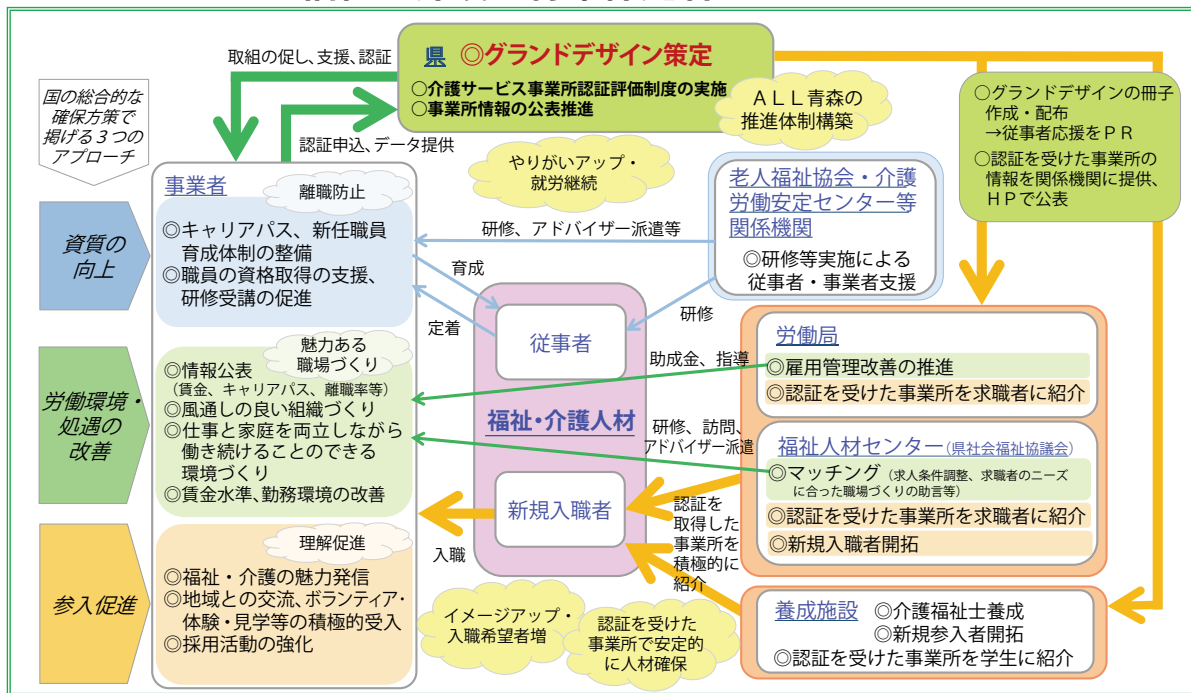 県 ◎グランドデザイン策定
○介護サービス事業所認証評価制度の実施
○事業所情報の公表推進
ＡＬＬ青森の
推進体制構築
取組の促し、支援、認証
認証申込、データ提供
国の総合的な
確保方策で
掲げる３つの
アプローチ
資質の
向上
労働環境・
処遇の
改善
参入促進
事業者
離職防止
◎キャリアパス、新任職員
育成体制の整備
◎職員の資格取得の支援、
研修受講の促進
魅力ある
職場づくり
◎情報公表
（賃金、キャリアパス、離職率等）
◎風通しの良い組織づくり
◎仕事と家庭を両立しながら
働き続けることのできる
環境づくり
◎賃金水準、勤務環境の改善
理解促進
◎福祉・介護の魅力発信
◎地域との交流、ボランティア・
体験・見学等の積極的受入
◎採用活動の強化
やりがいアップ・
就労継続
研修、アドバイザー派遣等
育成
定着
研修
従事者
福祉・介護人材
新規入職者
入職
助成金、指導
研修、訪問、
アドバイザー派遣
認証を
取得した
事業所を
積極的に
紹介
イメージアップ・
入職希望者増
認証を受けた
事業所で安定的
に人材確保
老人福祉協会・介護
労働安定センター等
関係機関
◎研修等実施による
従事者・事業者支援
○グランドデザインの冊子
作成・配布
→従事者応援をＰＲ
○認証を受けた事業所の
情報を関係機関に提供、
ＨＰで公表
労働局
◎雇用管理改善の推進
◎認証を受けた事業所を求職者に紹介
福祉人材センター（県社会福祉協議会）
◎マッチング（求人条件調整、求職者のニーズ
に合った職場づくりの助言等）
◎認証を受けた事業所を求職者に紹介
◎新規入職者開拓
養成施設 ◎介護福祉士養成
◎新規参入者開拓
◎認証を受けた事業所を学生に紹介